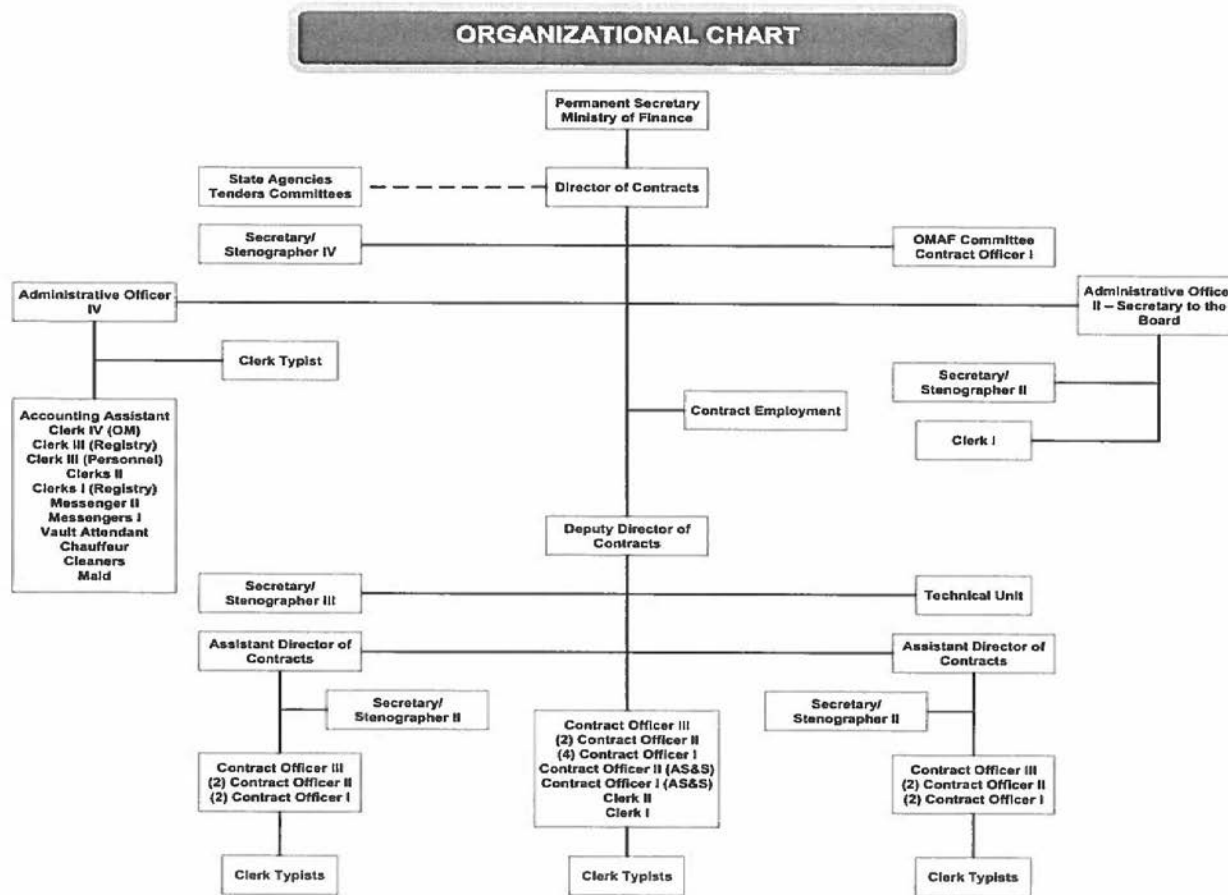 ORGANIZATIONAL CHART
Permanent Secretary
Ministry of Finance
State Agencies
Tenders Committees
Director of Contracts
Secretary/
Stenographer IV
OMAF Committee
Contract Officer I
Administrative Officer
IV
Administrative Office
II – Secretary to the
Board
Clerk Typist
Secretary/
Stenographer II
Contract Employment
Clerk I
Accounting Assistant
Clerk IV (OM)
Clerk III (Registry)
Clerk III (Personnel)
Clerks II
Clerks I (Registry)
Messenger II
Messengers I
Vault Attendant
Chauffeur
Cleaners
Maid
Deputy Director of
Contracts
Secretary/
Stenographer III
Technical Unit
Assistant Director of
Contracts
Assistant Director of
Contracts
Secretary/
Stenographer II
Secretary/
Stenographer II
Contract Officer III
(2) Contract Officer II
(2) Contract Officer I
Contract Officer III
(2) Contract Officer II
(4) Contract Officer I
Contract Officer II (AS&S)
Contract Officer I (AS&S)
Clerk II
Clerk I
Contract Officer III
(2) Contract Officer II
(2) Contract Officer I
Clerk Typists
Clerk Typists
Clerk Typists